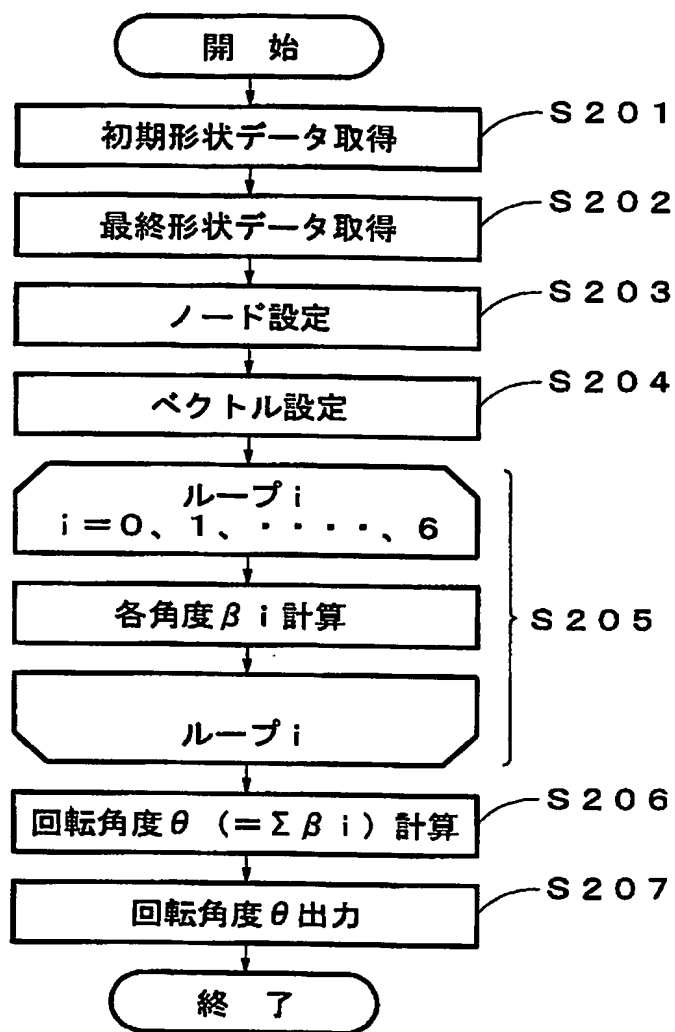 開 始
初期形状データ取得
S201
最終形状データ取得
S202
ノード設定
S203
ベクトル設定
S204
ループi
i=0、1、・・・・、6
各角度βi計算
S205
ループi
回転角度θ (=Σβi) 計算
S206
回転角度θ出力
S207
終 了